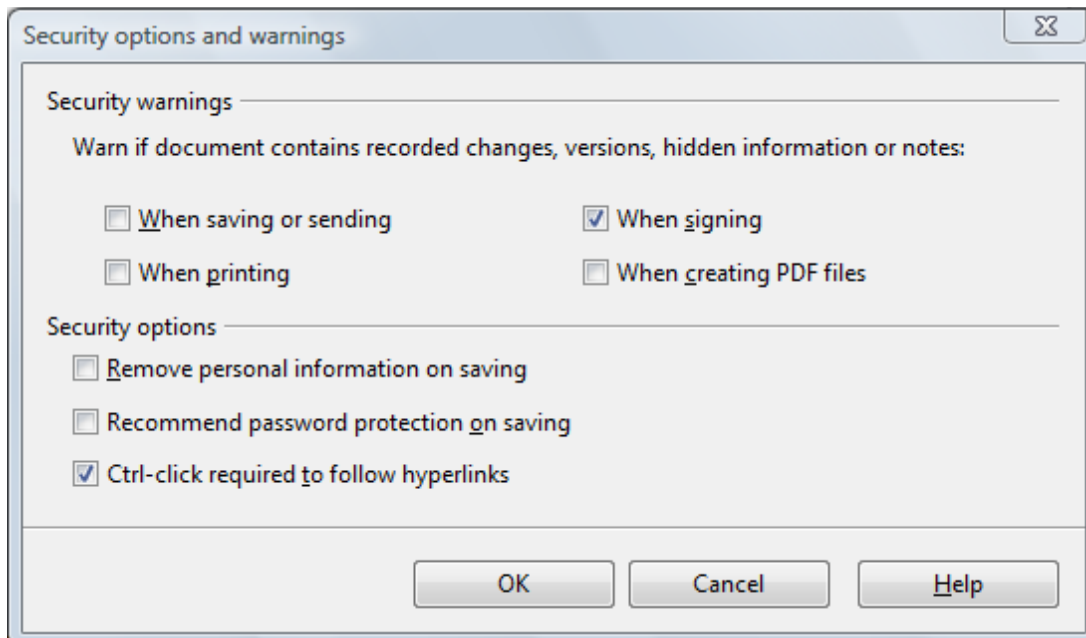 Security options and warnings
Security warnings
Warn if document contains recorded changes, versions, hidden information or notes:
When saving or sending
When signing
When printing
When creating PDF files
Security options
Remove personal information on saving
Recommend password protection on saving
Ctrl-click required to follow hyperlinks
OK
Cancel
Help